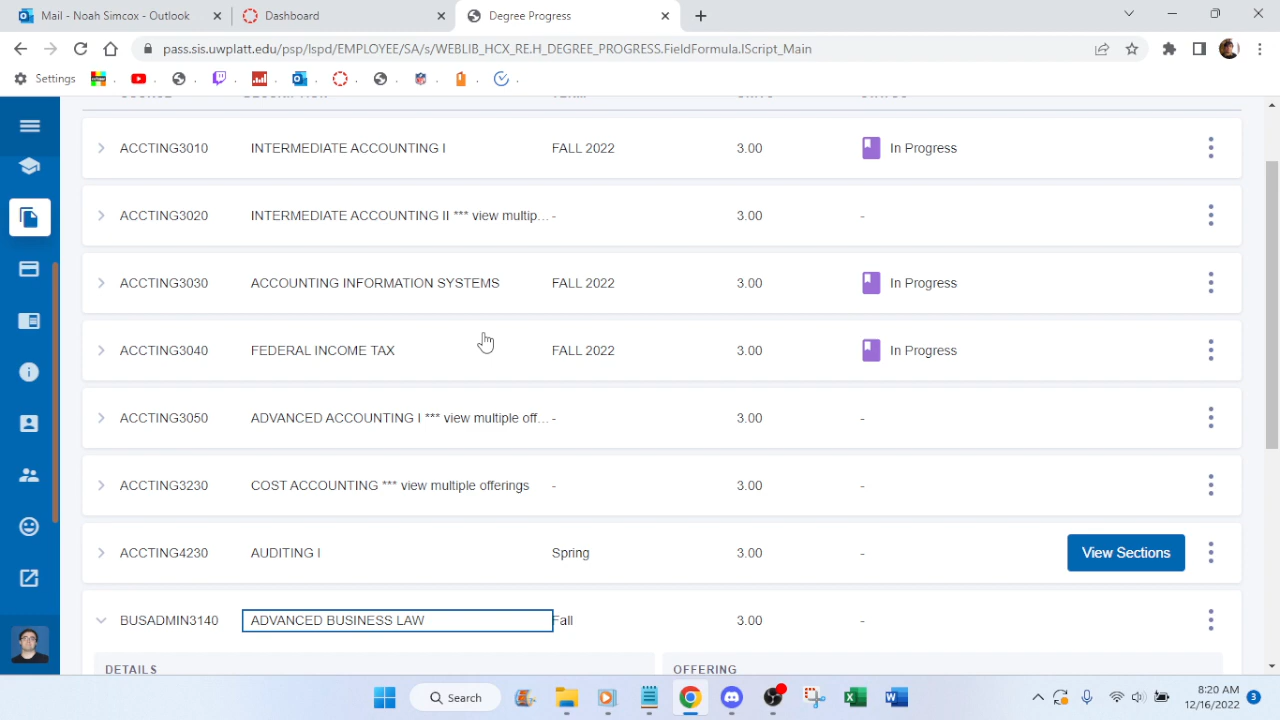 Mail - Noah Simcox - Outlook
Dashboard
Degree Progress
pass.sis.uwplatt.edu/psp/lspd/EMPLOYEE/SA/s/WEBLIB_HCX_RE.H_DEGREE_PROGRESS.FieldFormula.IScript_Main
Settings
ACCTING3010 INTERMEDIATE ACCOUNTING I FALL 2022 3.00 In Progress
ACCTING3020 INTERMEDIATE ACCOUNTING II *** view multip... - 3.00 -
ACCTING3030 ACCOUNTING INFORMATION SYSTEMS FALL 2022 3.00 In Progress
ACCTING3040 FEDERAL INCOME TAX FALL 2022 3.00 In Progress
ACCTING3050 ADVANCED ACCOUNTING I *** view multiple off... - 3.00 -
ACCTING3230 COST ACCOUNTING *** view multiple offerings - 3.00 -
ACCTING4230 AUDITING I Spring 3.00 - View Sections
BUSADMIN3140 ADVANCED BUSINESS LAW Fall 3.00 -
DETAILS OFFERING
Search
8:20 AM
12/16/2022
3